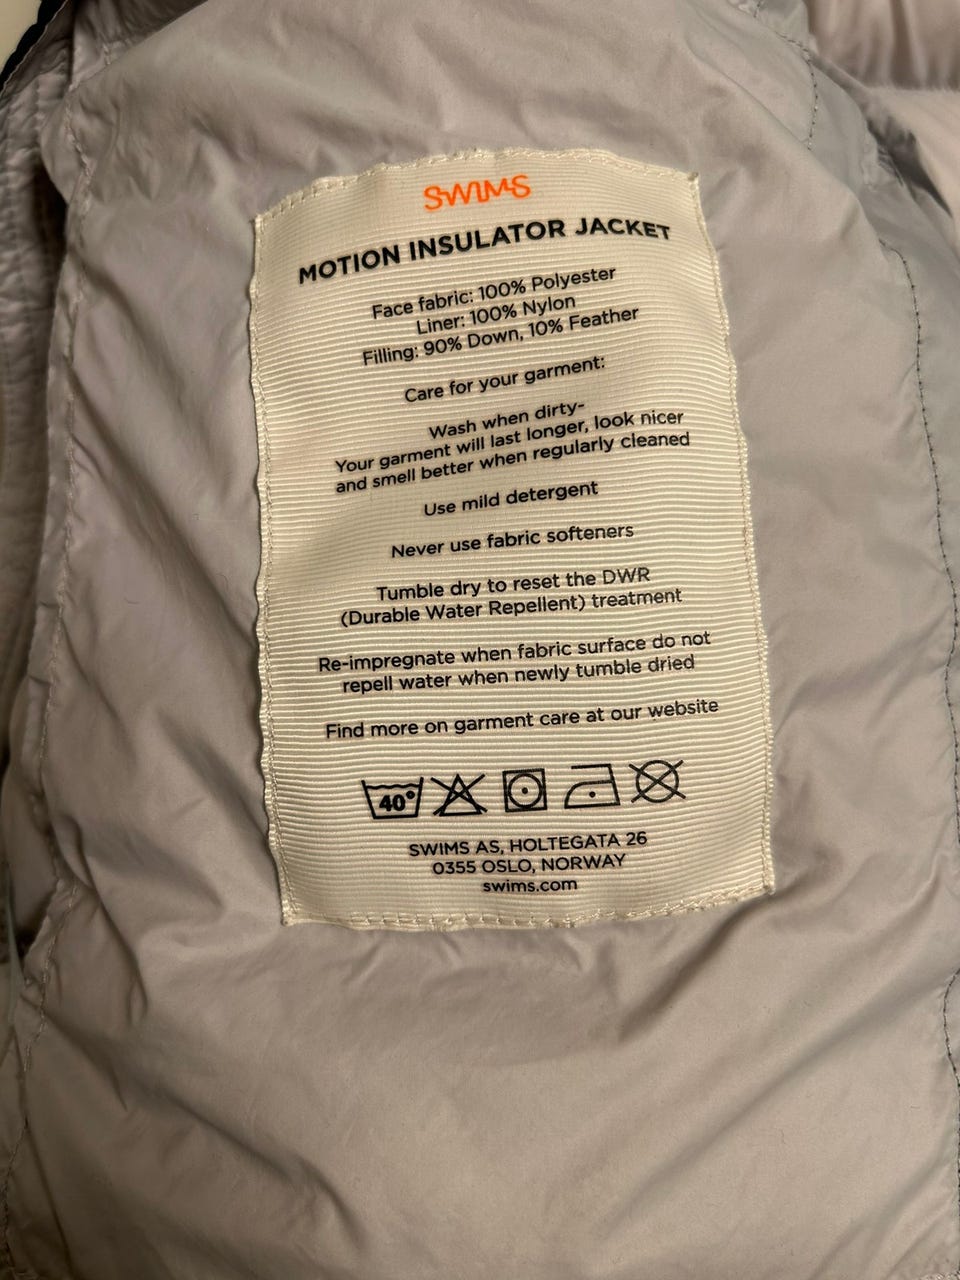 SWIMS
MOTION INSULATOR JACKET
Face fabric: 100% Polyester
Liner: 100% Nylon
Filling: 90% Down, 10% Feather
Care for your garment:
Wash when dirty-
Your garment will last longer, look nicer
and smell better when regularly cleaned
Use mild detergent
Never use fabric softeners
Tumble dry to reset the DWR
(Durable Water Repellent) treatment
Re-impregnate when fabric surface do not
repell water when newly tumble dried
Find more on garment care at our website
40°
SWIMS AS, HOLTEGATA 26
0355 OSLO, NORWAY
swims.com